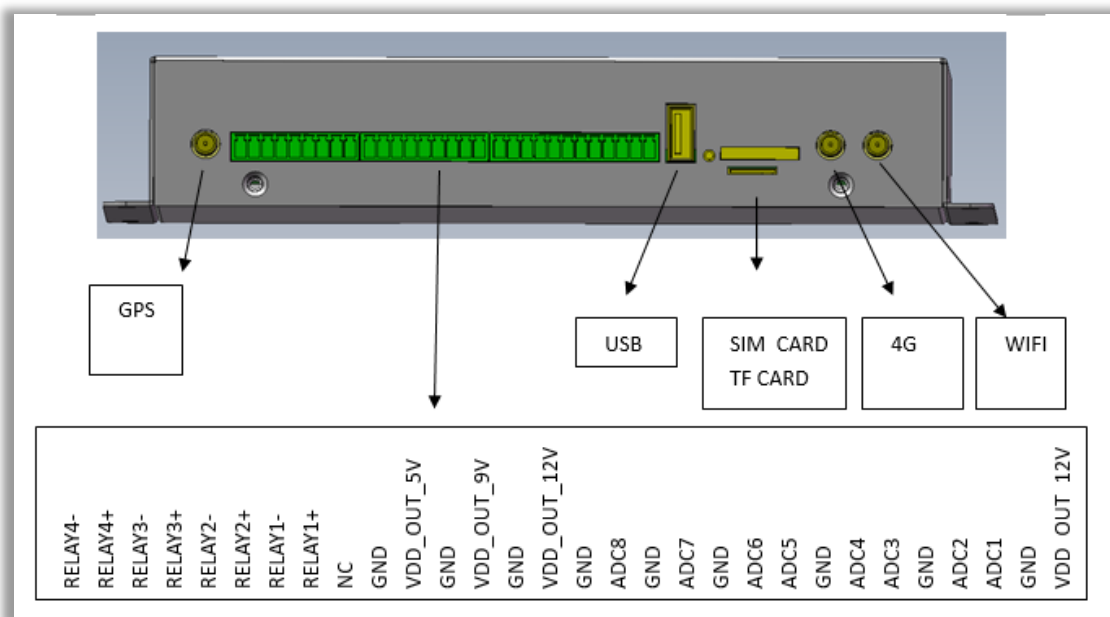 GPS
USB
SIM CARD
TF CARD
4G
WIFI
RELAY4-
RELAY4+
RELAY3-
RELAY3+
RELAY2-
RELAY2+
RELAY1-
RELAY1+
NC
GND
VDD_OUT_5V
GND
VDD_OUT_9V
GND
VDD_OUT_12V
GND
ADC8
GND
ADC7
GND
ADC6
ADC5
GND
ADC4
ADC3
GND
ADC2
ADC1
GND
VDD OUT 12V